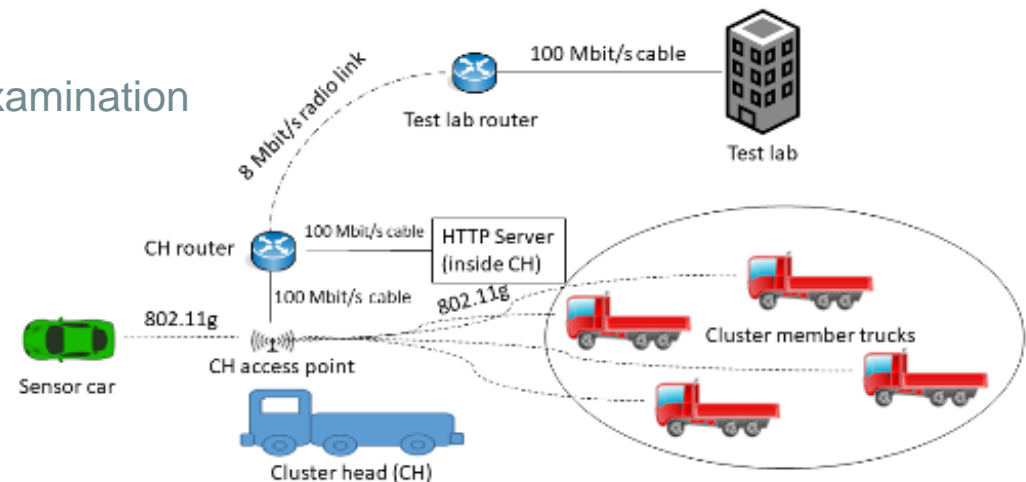 xamination
100 Mbit/s cable
8 Mbit/s radio link
Test lab router
Test lab
CH router
100 Mbit/s cable
HTTP Server
(inside CH)
100 Mbit/s cable
802.11g
802.11g
Cluster member trucks
CH access point
Sensor car
Cluster head (CH)